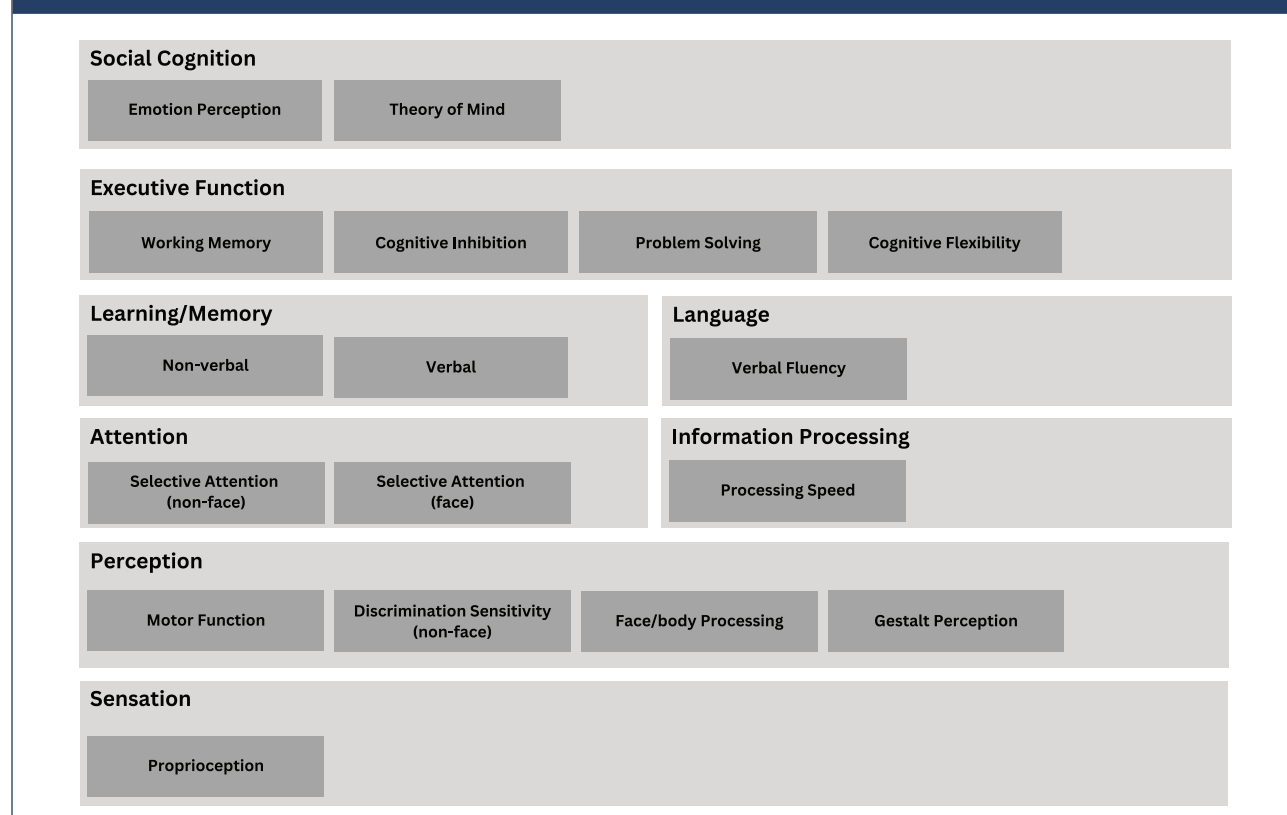 Social Cognition
Emotion Perception
Theory of Mind
Executive Function
Working Memory
Cognitive Inhibition
Problem Solving
Cognitive Flexibility
Learning/Memory
Non-verbal
Verbal
Language
Verbal Fluency
Attention
Selective Attention
(non-face)
Selective Attention
(face)
Information Processing
Processing Speed
Perception
Motor Function
Discrimination Sensitivity
(non-face)
Face/body Processing
Gestalt Perception
Sensation
Proprioception